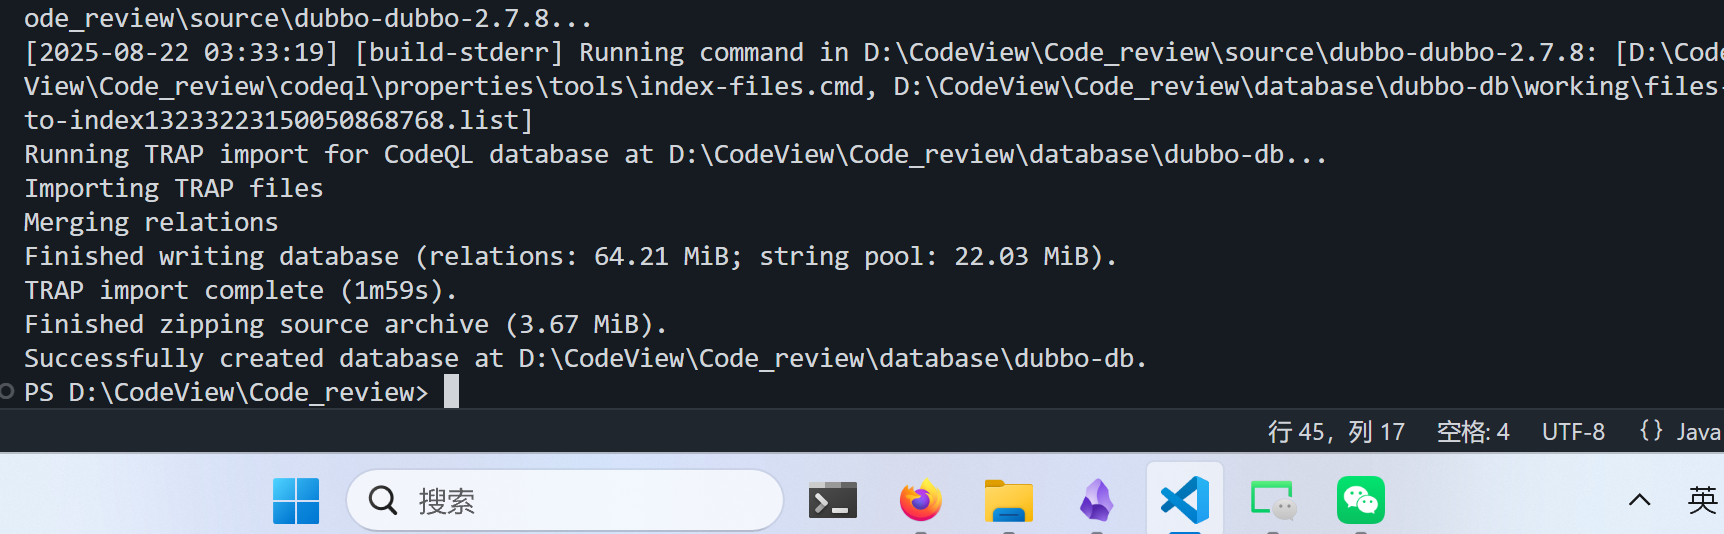 ode_review\source\dubbo-dubbo-2.7.8...
[2025-08-22 03:33:19] [build-stderr] Running command in D:\CodeView\Code_review\source\dubbo-dubbo-2.7.8: [D:\Code
View\Code_review\codeql\properties\tools\index-files.cmd, D:\CodeView\Code_review\database\dubbo-db\working\files-
to-index13233223150050868768.list]
Running TRAP import for CodeQL database at D:\CodeView\Code_review\database\dubbo-db...
Importing TRAP files
Merging relations
Finished writing database (relations: 64.21 MiB; string pool: 22.03 MiB).
TRAP import complete (1m59s).
Finished zipping source archive (3.67 MiB).
Successfully created database at D:\CodeView\Code_review\database\dubbo-db.
PS D:\CodeView\Code_review>
行 45，列 17 空格: 4 UTF-8 {} Java
搜索 英